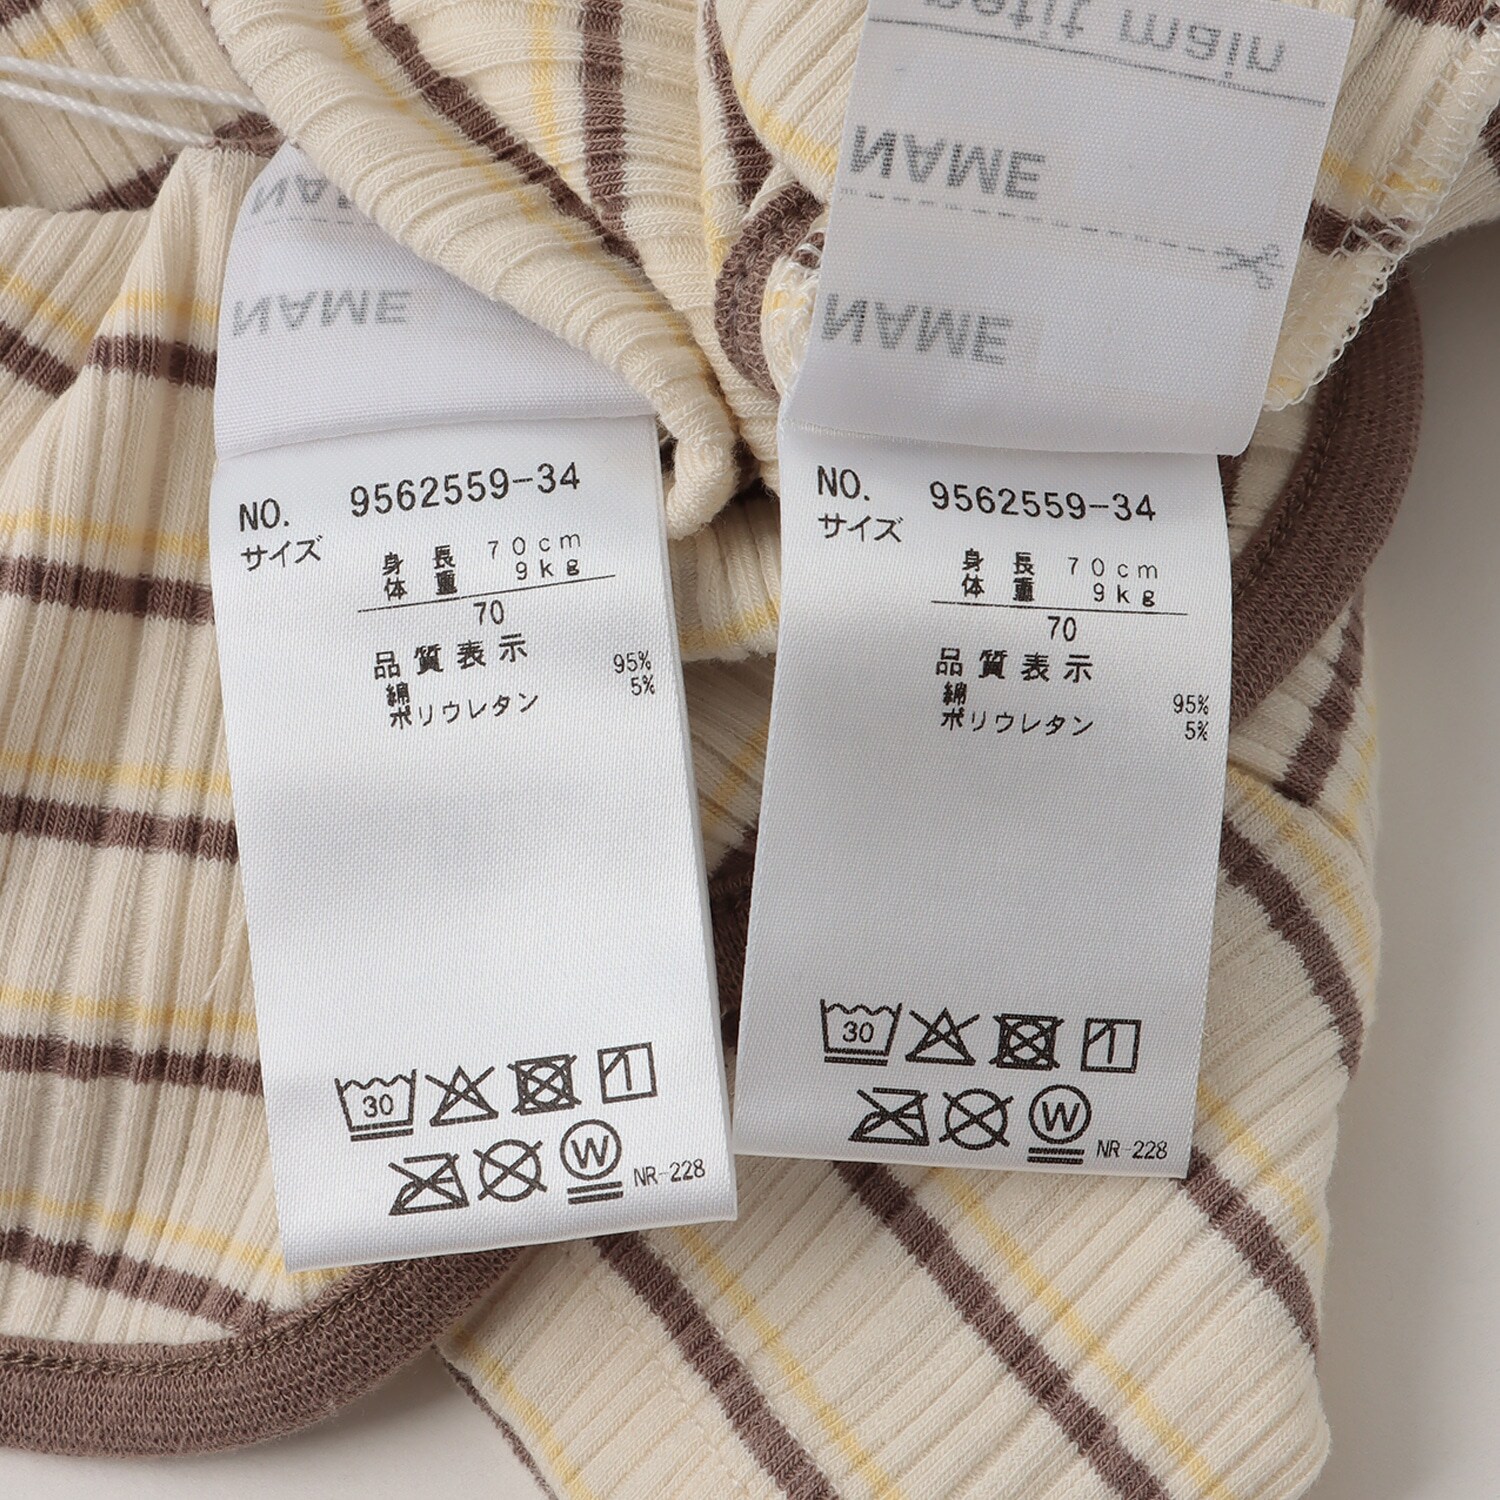 NAME
NAME
NO. 9562559-34
サイズ
身長 70cm
体重 9kg
70
品質表示
綿 95%
ポリウレタン 5%
30
W NR-228
NAME
NAME
NO. 9562559-34
サイズ
身長 70cm
体重 9kg
70
品質表示
綿 95%
ポリウレタン 5%
30
W NR-228